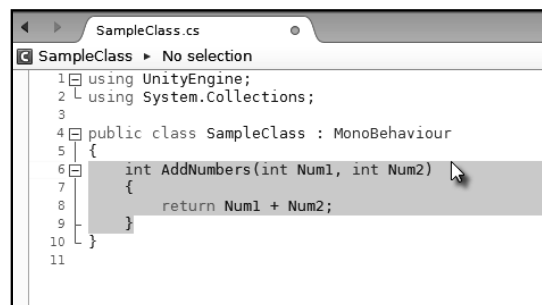 SampleClass.cs
SampleClass ▸ No selection
1 using UnityEngine;
2 using System.Collections;
3
4 public class SampleClass : MonoBehaviour
5 {
6 int AddNumbers(int Num1, int Num2)
7 {
8 return Num1 + Num2;
9 }
10 }
11